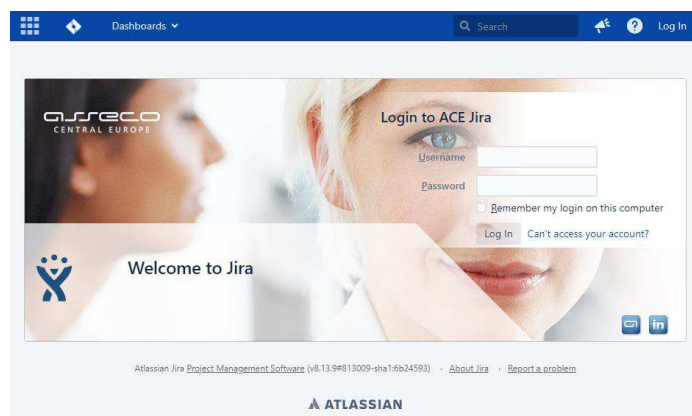 Dashboards
Search
Log In
asseco
CENTRAL EUROPE
Login to ACE Jira
Username
Password
Remember my login on this computer
Log In Can't access your account?
Welcome to Jira
in
Atlassian Jira Project Management Software (v8.13.9#813009-sha1:6b24593) · About Jira · Report a problem
ATLASSIAN